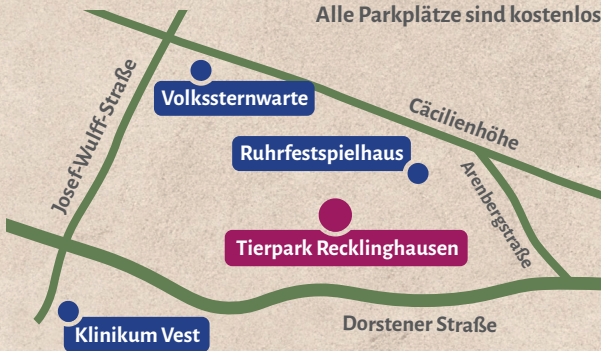 Alle Parkplätze sind kostenlos
Josef-Wulff-Straße
Volkssternwarte
Cäcilienhöhe
Ruhrfestspielhaus
Arenbergstraße
Tierpark Recklinghausen
Dorstener Straße
Klinikum Vest